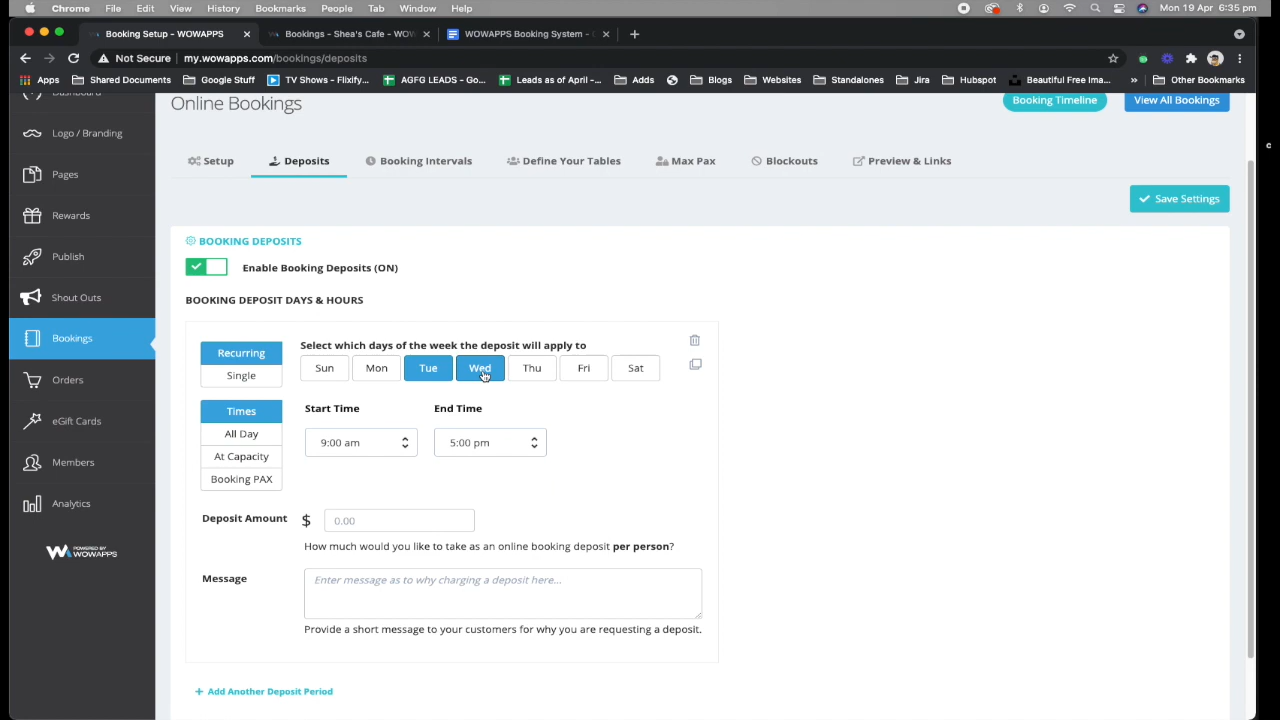 Chrome File Edit View History Bookmarks People Tab Window Help Mon 19 Apr 6:35 pm
Booking Setup - WOWAPPS Bookings - Shea's Cafe - WOW WOWAPPS Booking System - G
Not Secure my.wowapps.com/bookings/deposits
Apps Shared Documents Google Stuff TV Shows - Flixify... AGFG LEADS - Go... Leads as of April -... Adds Blogs Websites Standalones Jira Hubspot Beautiful Free Ima... » Other Bookmarks
Dashboard
Online Bookings
Booking Timeline
View All Bookings
Logo / Branding
Pages
Rewards
Publish
Shout Outs
Bookings
Orders
eGift Cards
Members
Analytics
POWERED BY
WOWAPPS
Setup Deposits Booking Intervals Define Your Tables Max Pax Blockouts Preview & Links
Save Settings
BOOKING DEPOSITS
Enable Booking Deposits (ON)
BOOKING DEPOSIT DAYS & HOURS
Recurring
Single
Select which days of the week the deposit will apply to
Sun Mon Tue Wed Thu Fri Sat
Times
All Day
At Capacity
Booking PAX
Start Time End Time
9:00 am 5:00 pm
Deposit Amount $ 0.00
How much would you like to take as an online booking deposit per person?
Message
Enter message as to why charging a deposit here...
Provide a short message to your customers for why you are requesting a deposit.
+ Add Another Deposit Period